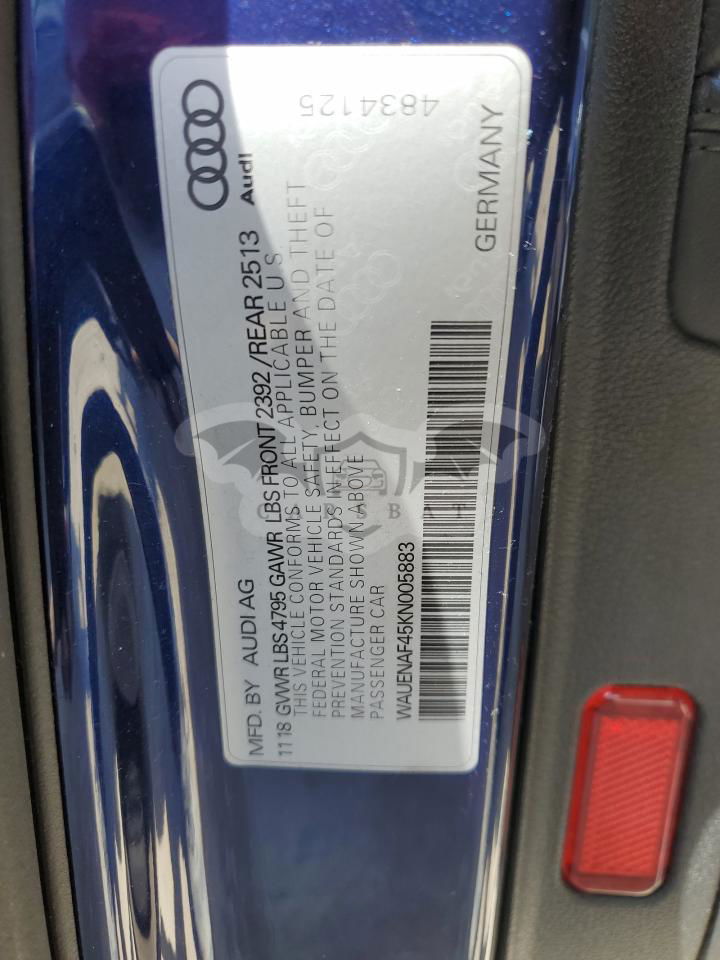 MFD. BY AUDI AG
Audi
11 18 GVWR LBS 4795 GAWR LBS FRONT 2392 / REAR 2513
THIS VEHICLE CONFORMS TO ALL APPLICABLE U S.
FEDERAL MOTOR VEHICLE SAFETY, BUMPER AND THEFT
PREVENTION STANDARDS IN EFFECT ON THE DATE OF
MANUFACTURE SHOWN ABOVE
PASSENGER CAR
WAUENAF45KN005883
GERMANY
4834125